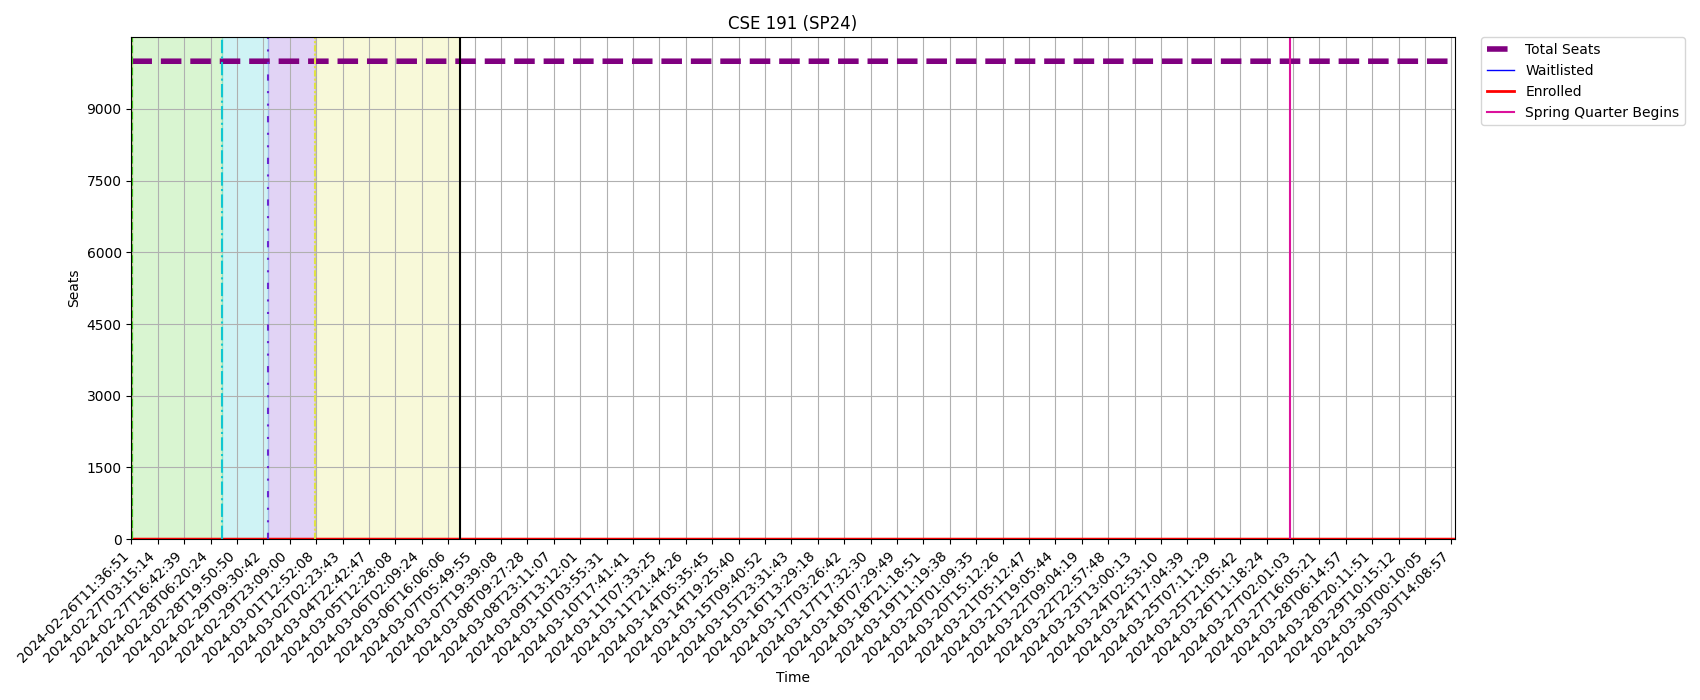 CSE 191 (SP24)
Total Seats
Waitlisted
Enrolled
Spring Quarter Begins
9000
7500
6000
4500
3000
1500
0
Seats
2024-02-26T11:36:51
2024-02-27T03:15:14
2024-02-27T16:42:39
2024-02-28T06:20:24
2024-02-28T19:50:50
2024-02-29T09:30:42
2024-02-29T23:09:00
2024-03-01T12:52:08
2024-03-02T02:23:43
2024-03-04T22:42:47
2024-03-05T12:28:08
2024-03-06T02:09:24
2024-03-06T16:06:06
2024-03-07T05:49:55
2024-03-07T19:39:08
2024-03-08T09:27:28
2024-03-08T23:11:07
2024-03-09T13:12:01
2024-03-10T03:55:31
2024-03-10T17:41:41
2024-03-11T07:33:25
2024-03-11T21:44:26
2024-03-14T05:35:45
2024-03-14T19:25:40
2024-03-15T09:40:52
2024-03-15T23:31:43
2024-03-16T13:29:18
2024-03-17T03:26:42
2024-03-17T17:32:30
2024-03-18T07:29:49
2024-03-18T21:18:51
2024-03-19T11:19:38
2024-03-20T01:09:35
2024-03-20T15:12:26
2024-03-21T05:12:47
2024-03-21T19:05:44
2024-03-22T09:04:19
2024-03-22T22:57:48
2024-03-23T13:00:13
2024-03-24T02:53:10
2024-03-24T17:04:39
2024-03-25T07:11:29
2024-03-25T21:05:42
2024-03-26T11:18:24
2024-03-27T02:01:03
2024-03-27T16:05:21
2024-03-28T06:14:57
2024-03-28T20:11:51
2024-03-29T10:15:12
2024-03-30T00:10:05
2024-03-30T14:08:57
Time